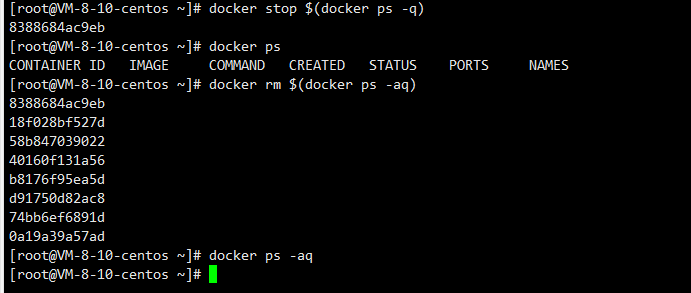 [root@VM-8-10-centos ~]# docker stop $(docker ps -q)
8388684ac9eb
[root@VM-8-10-centos ~]# docker ps
CONTAINER ID   IMAGE     COMMAND   CREATED   STATUS    PORTS     NAMES
[root@VM-8-10-centos ~]# docker rm $(docker ps -aq)
8388684ac9eb
18f028bf527d
58b847039022
40160f131a56
b8176f95ea5d
d91750d82ac8
74bb6ef6891d
0a19a39a57ad
[root@VM-8-10-centos ~]# docker ps -aq
[root@VM-8-10-centos ~]#